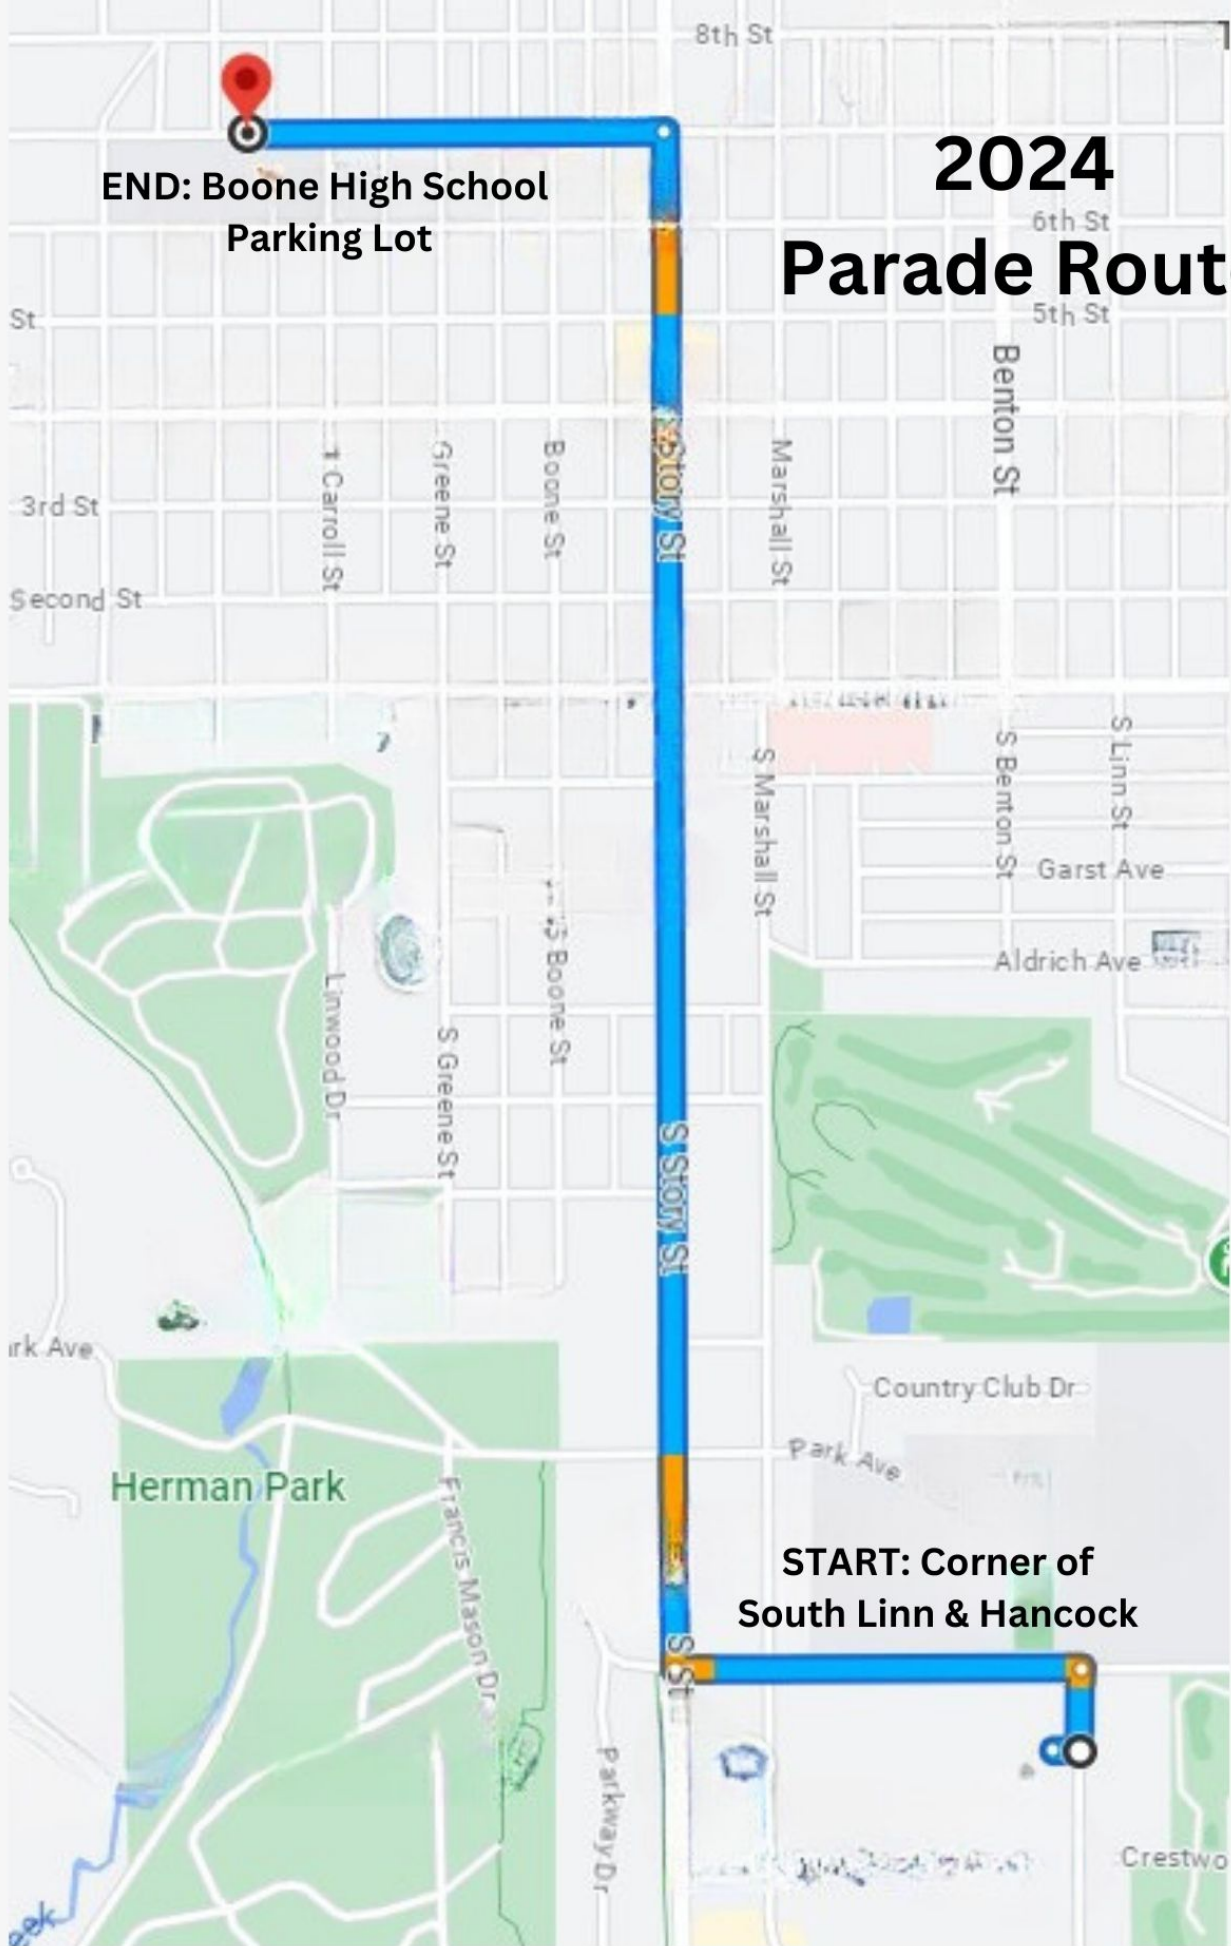 8th St
2024
Parade Rout
END: Boone High School
Parking Lot
6th St
5th St
St
Benton St
Story St
Carroll St
Greene St
Boone St
Marshall St
3rd St
Second St
S Marshall St
S Benton St
S Linn St
Garst Ave
Aldrich Ave
S Boone St
Linwood Dr
S Greene St
S Story St
rk Ave
Country Club Dr
Park Ave
Herman Park
Francis Mason Dr
START: Corner of
South Linn & Hancock
S St
Parkway Dr
Crestwo
eek